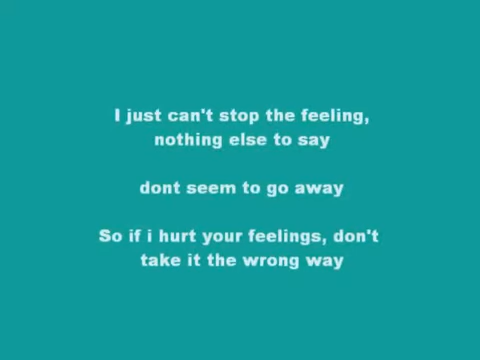 I just can't stop the feeling,
nothing else to say
dont seem to go away
So if i hurt your feelings, don't
take it the wrong way